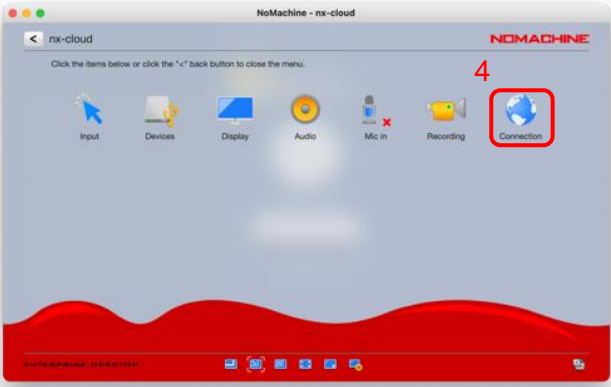 NoMachine - nx-cloud
< nx-cloud
NOMACHINE
Click the items below or click the "<" back button to close the menu.
4
Input
Devices
Display
Audio
Mic in
Recording
Connection
ENTERPRISE DESKTOP